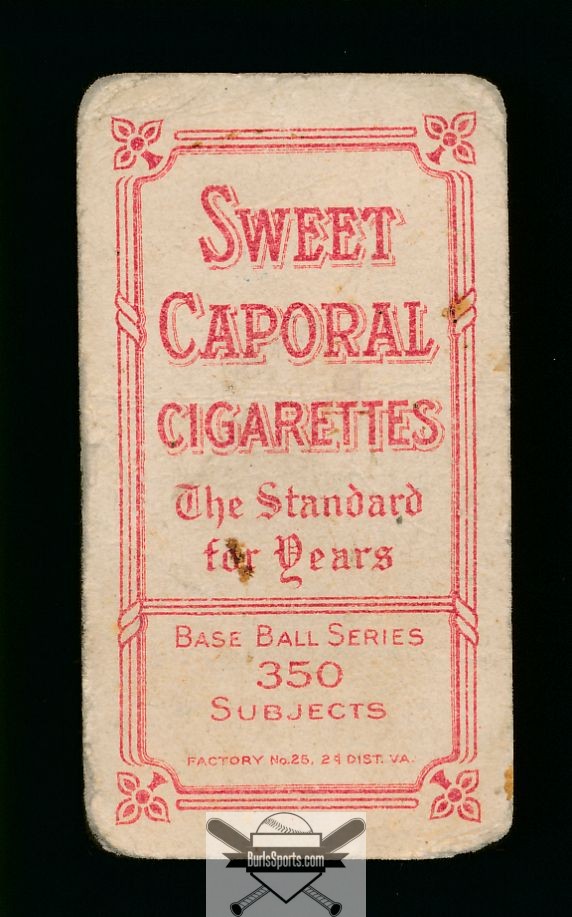 SWEET
CAPORAL
CIGARETTES
The Standard
for Years
BASE BALL SERIES
350
SUBJECTS
FACTORY No. 25, 2d DIST. VA.
BurlsSports.com